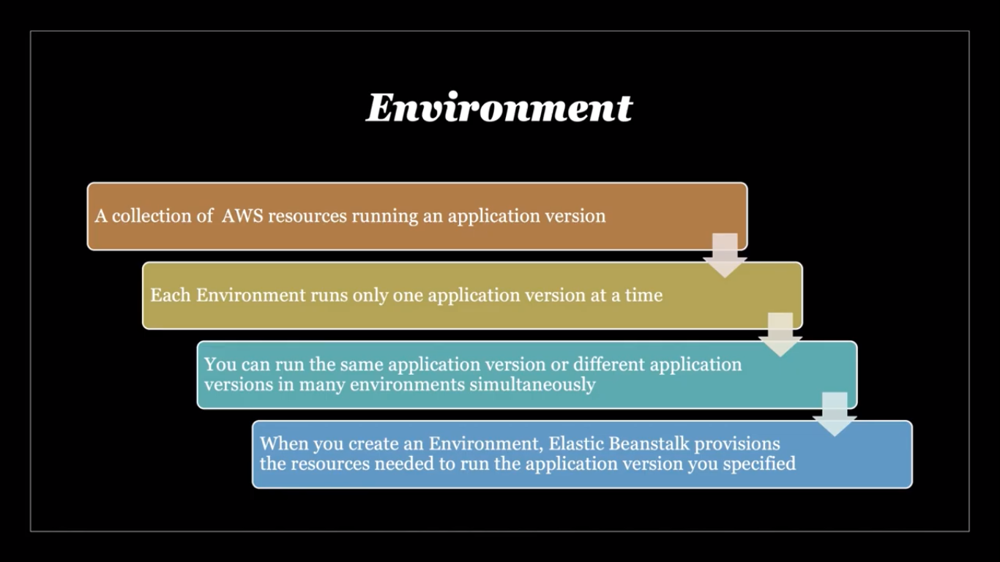 Environment
A collection of  AWS resources running an application version
Each Environment runs only one application version at a time
You can run the same application version or different application
versions in many environments simultaneously
When you create an Environment, Elastic Beanstalk provisions
the resources needed to run the application version you specified